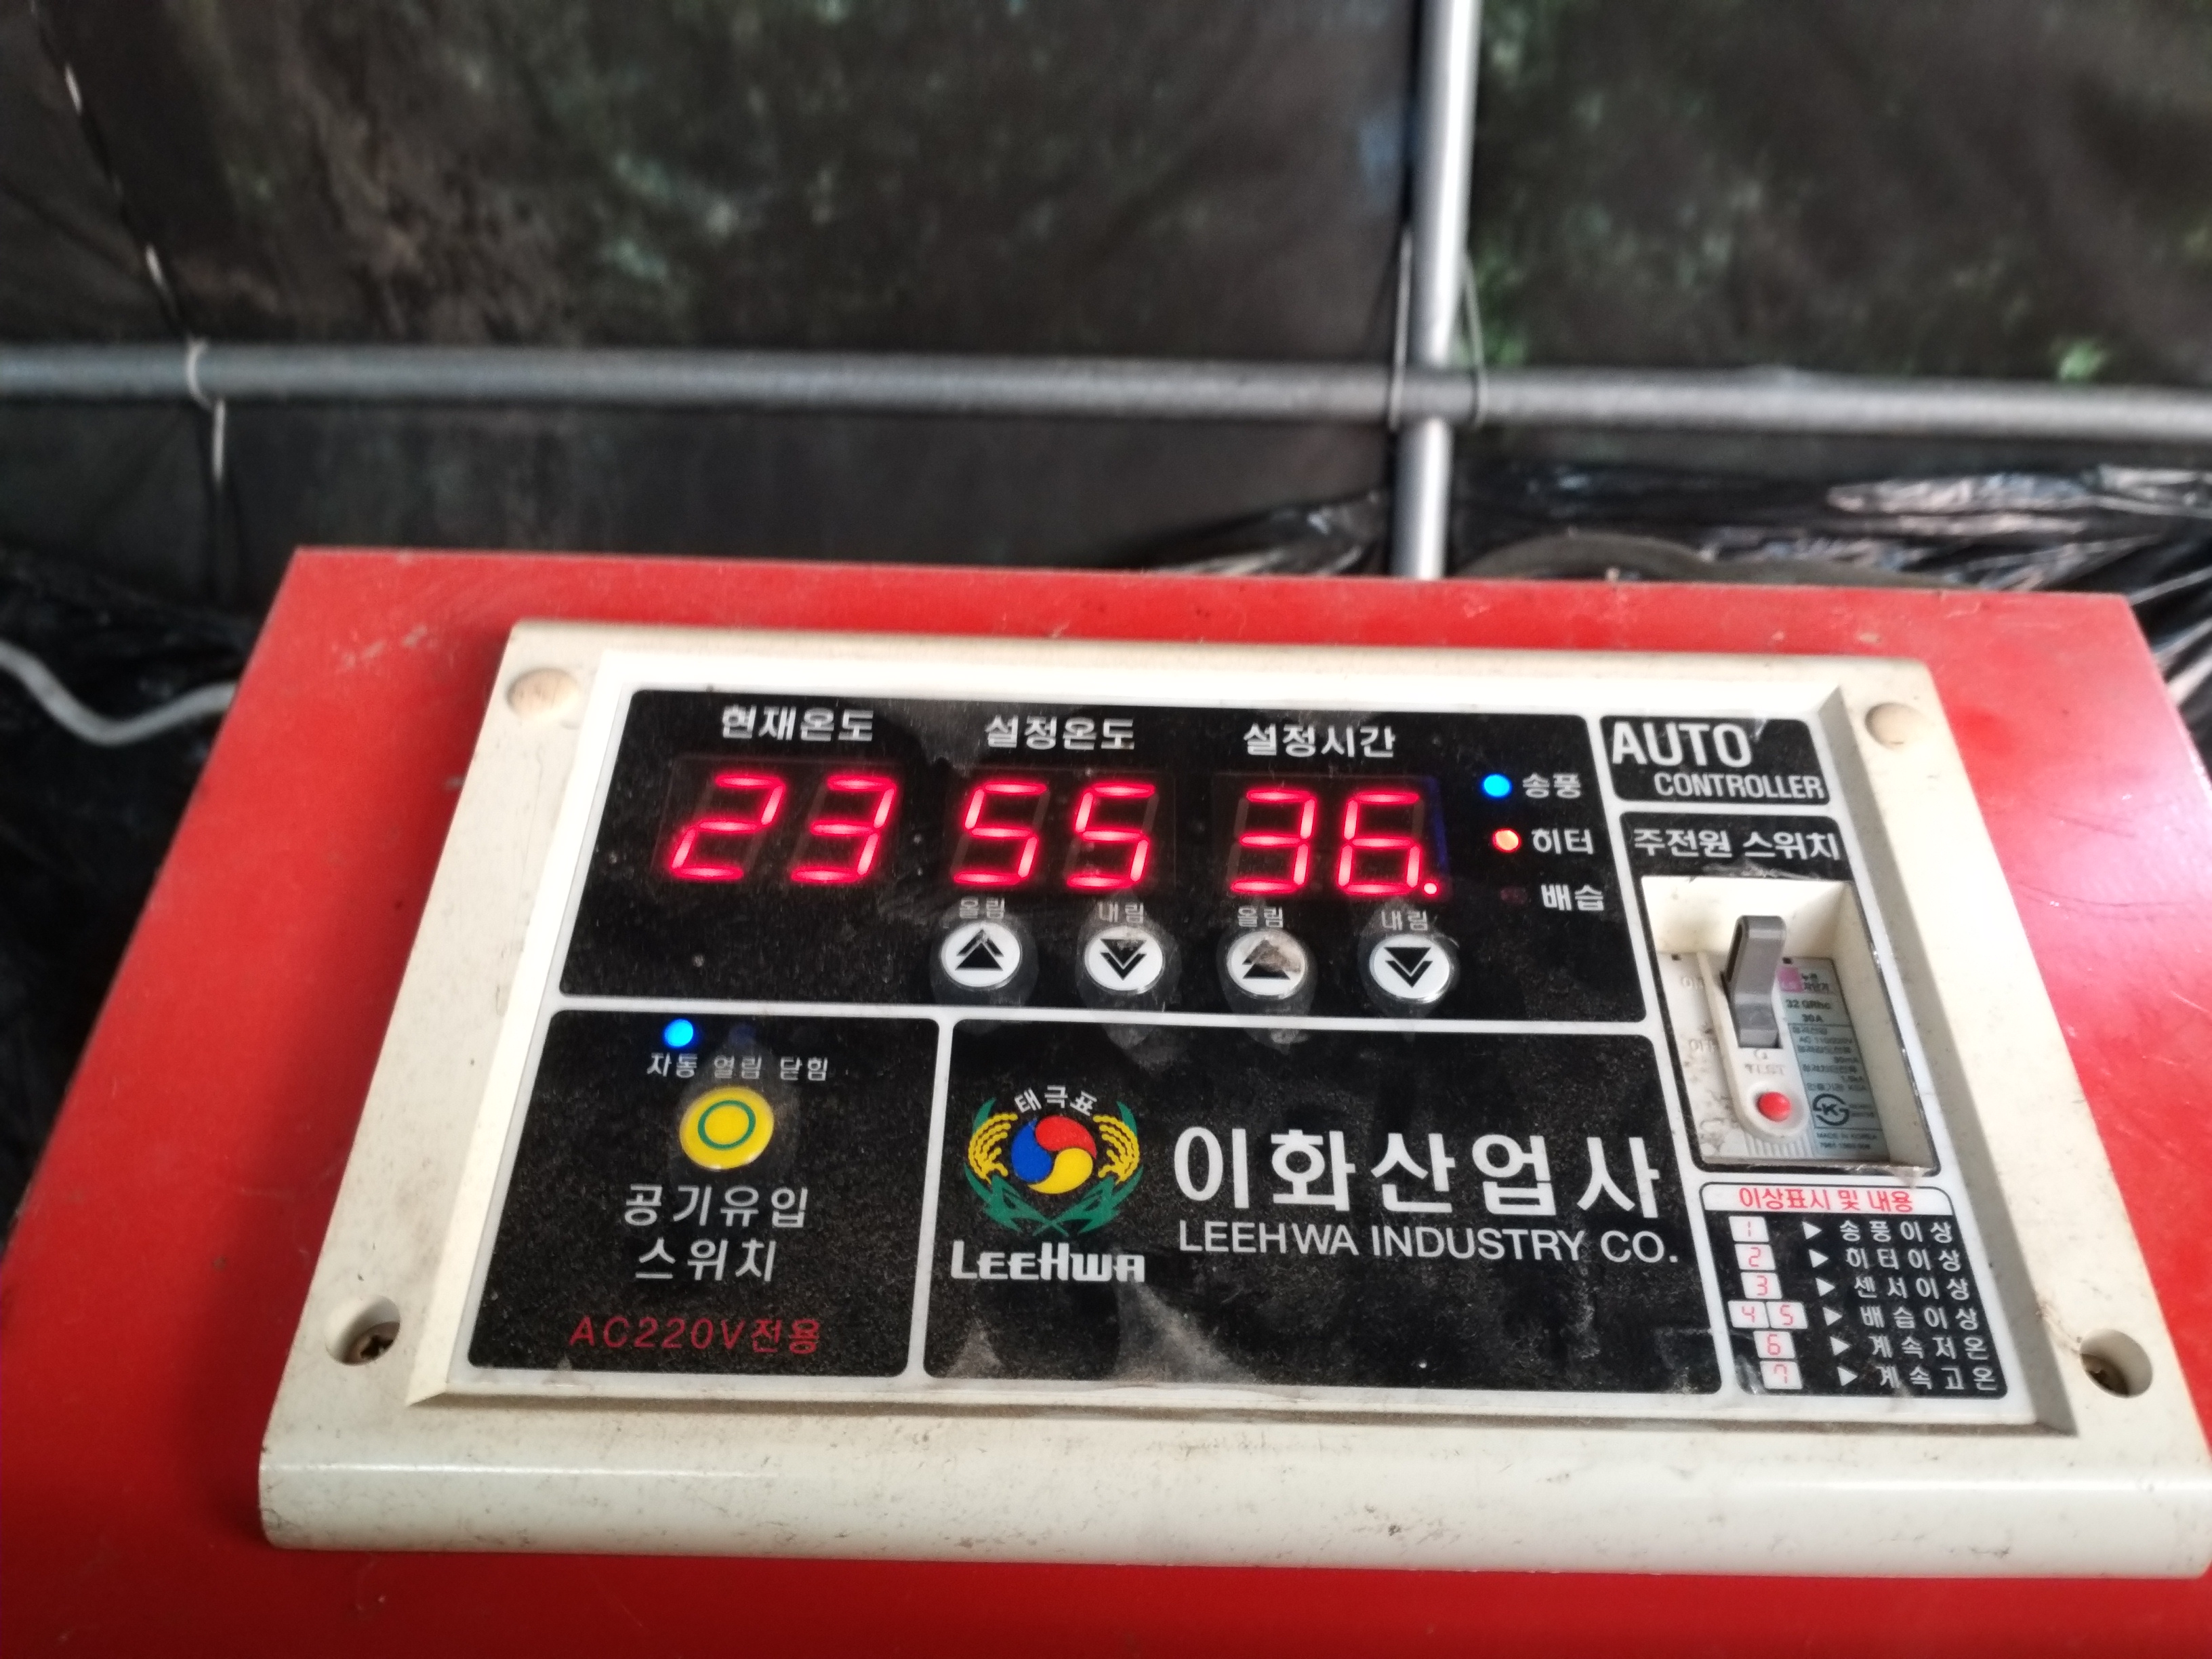 현재온도 설정온도 설정시간
23 55 36.
송풍
히터
배습
올림 내림 올림 내림
AUTO
CONTROLLER
주전원 스위치
32 GRhc
30A
TEST
자동 열림 닫힘
공기유입
스위치
AC220V전용
태극표
LEEHWA
이화산업사
LEEHWA INDUSTRY CO.
이상표시 및 내용
1 ▶ 송풍이상
2 ▶ 히터이상
3 ▶ 센서이상
4 5 ▶ 배습이상
6 ▶ 계속저온
7 ▶ 계속고온